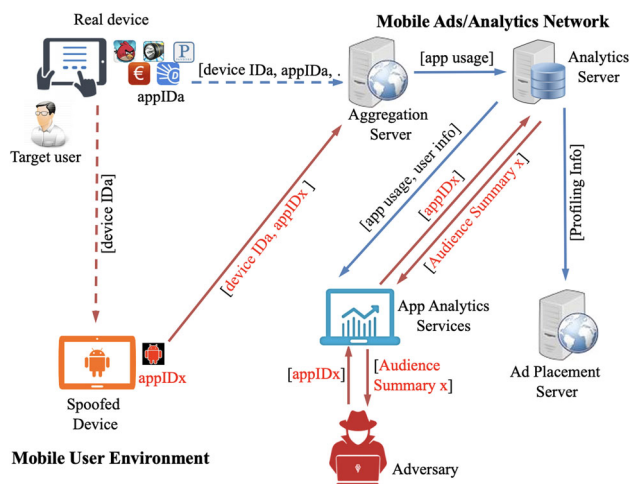 Real device
Mobile Ads/Analytics Network
P
€
appIDa
[device IDa, appIDa, .
[app usage]
Analytics
Server
Aggregation
Server
Target user
[device IDa]
[device IDa, appIDx ]
[app usage, user info]
[appIDx]
[Audience Summary x]
[Profiling Info]
App Analytics
Services
Ad Placement
Server
appIDx
Spoofed
Device
[appIDx]
[Audience
Summary x]
Mobile User Environment
Adversary